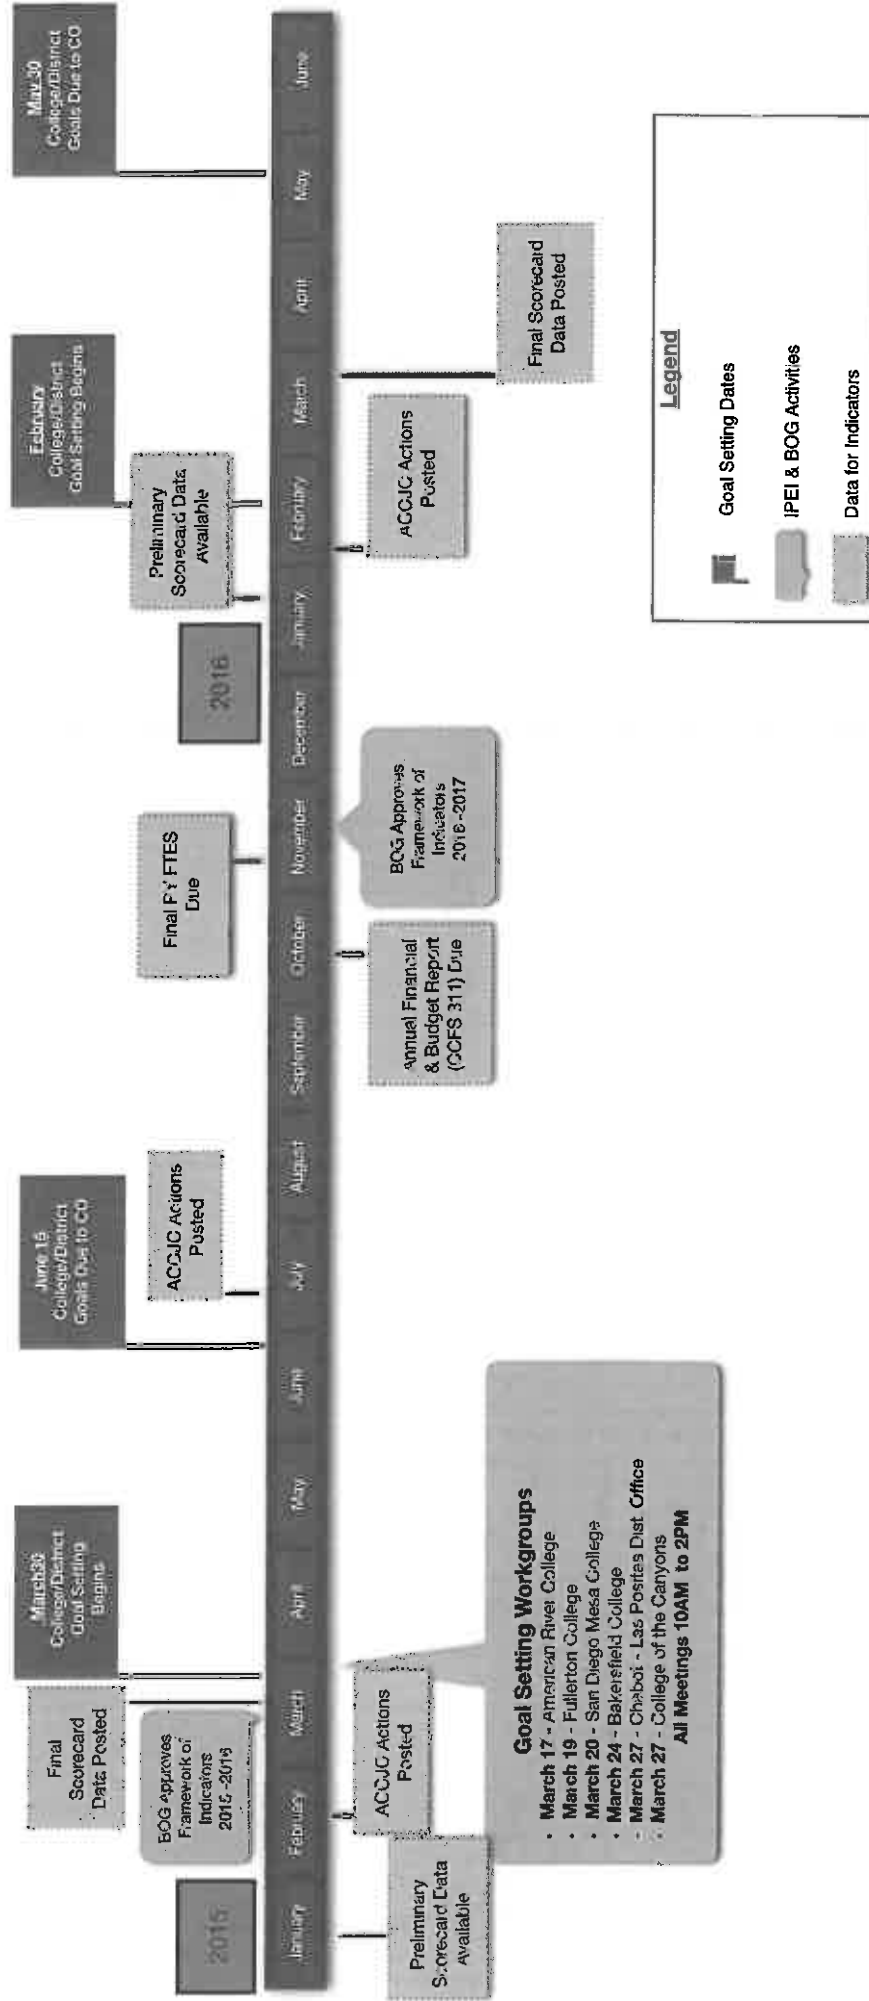 March30
College/District
Goal Setting
Begins
June 15
College/District
Goals Due to CO
February
College/District
Goal Setting Begins
May 30
College/District
Goals Due to CO
Final
Scorecard
Data Posted
BOG Approves
Framework of
Indicators
2015-2016
ACCJC Actions
Posted
Final PY FTES
Due
Preliminary
Scorecard Data
Available
2015
2016
January
February
March
April
May
June
July
August
September
October
November
December
January
February
March
April
May
June
Preliminary
Scorecard Data
Available
ACCJC Actions
Posted
Annual Financial
& Budget Report
(CCFS 311) Due
BOG Approves
Framework of
Indicators
2016-2017
ACCJC Actions
Posted
Final Scorecard
Data Posted
Goal Setting Workgroups
• March 17 - American River College
• March 19 - Fullerton College
• March 20 - San Diego Mesa College
• March 24 - Bakersfield College
• March 27 - Chabot - Las Positas Dist. Office
• March 27 - College of the Canyons
All Meetings 10AM to 2PM
Legend
Goal Setting Dates
IPEI & BOG Activities
Data for Indicators